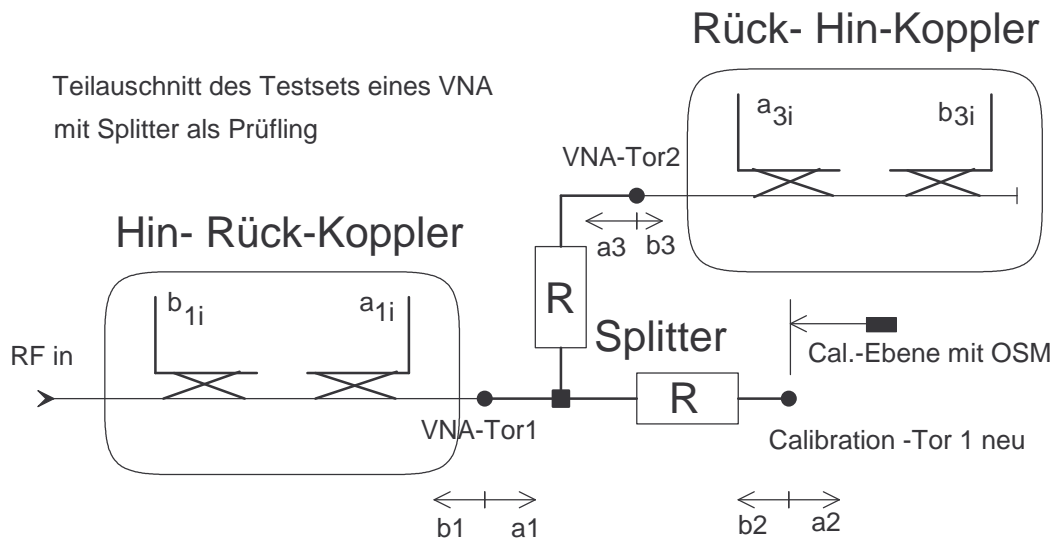 Rück- Hin-Koppler
Teilauschnitt des Testsets eines VNA
mit Splitter als Prüfling
a3i
b3i
VNA-Tor2
a3
b3
Hin- Rück-Koppler
b1i
a1i
R
Splitter
RF in
Cal.-Ebene mit OSM
R
VNA-Tor1
Calibration -Tor 1 neu
b1
a1
b2
a2